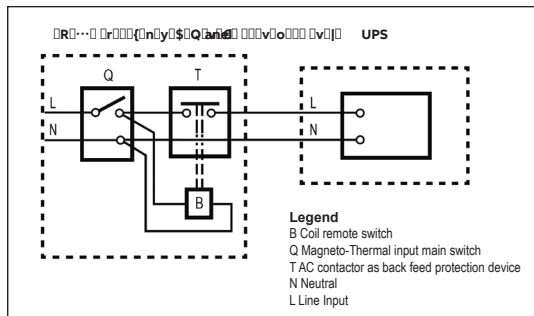 UPS
Q T
L
N
L
N
B
Legend
B Coil remote switch
Q Magneto-Thermal input main switch
T AC contactor as back feed protection device
N Neutral
L Line Input